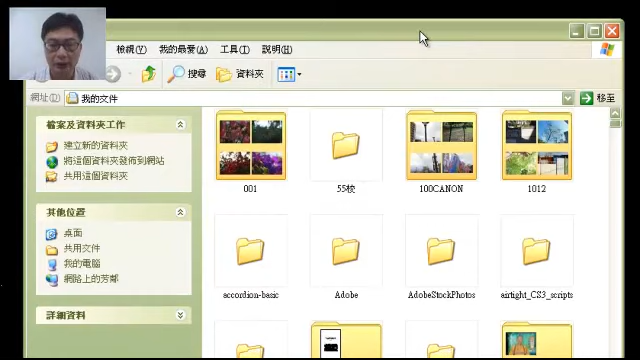 檢視(V) 我的最愛(A) 工具(T) 說明(H)
搜尋 資料夾
網址(D) 我的文件 移至
檔案及資料夾工作
建立新的資料夾
將這個資料夾發佈到網站
共用這個資料夾
其他位置
桌面
共用文件
我的電腦
網路上的芳鄰
詳細資料
001 55校 100CANON 1012
accordion-basic Adobe AdobeStockPhotos airtight_CS3_scripts